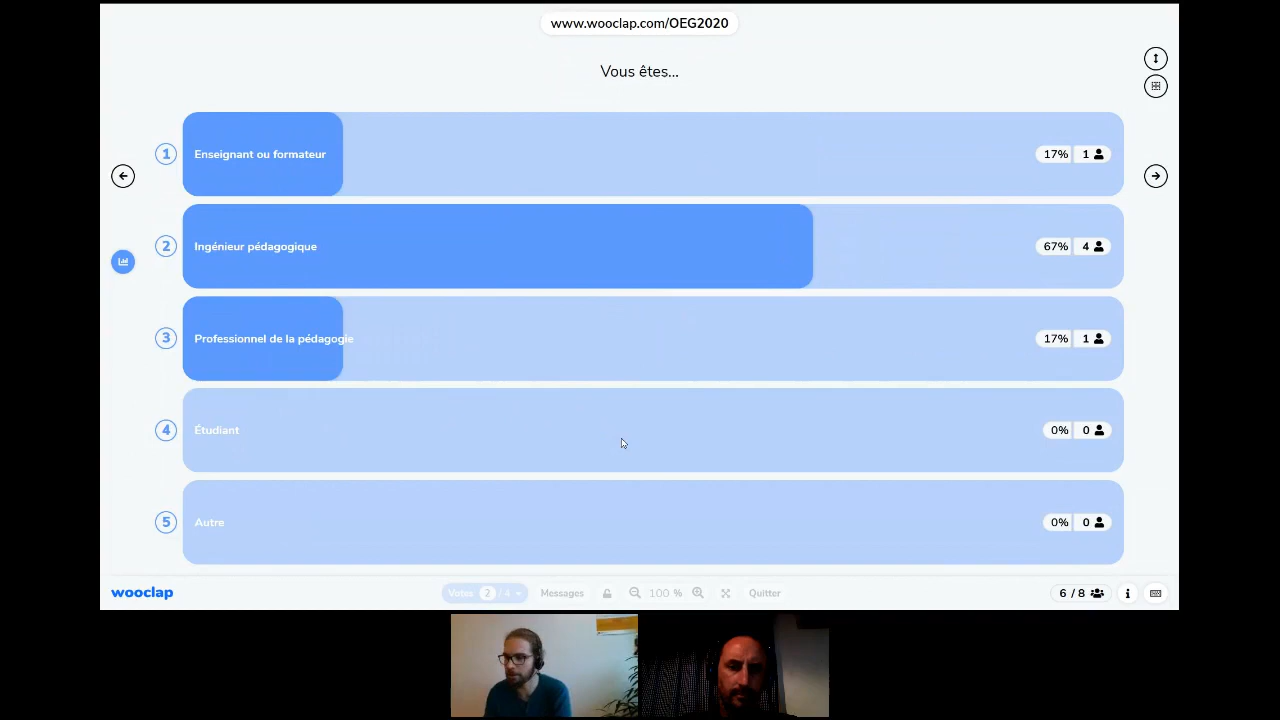 www.wooclap.com/OEG2020
Vous êtes...
1 Enseignant ou formateur 17% 1
2 Ingénieur pédagogique 67% 4
3 Professionnel de la pédagogie 17% 1
4 Étudiant 0% 0
5 Autre 0% 0
wooclap Votes 2 / 4 Messages 100 % Quitter 6 / 8